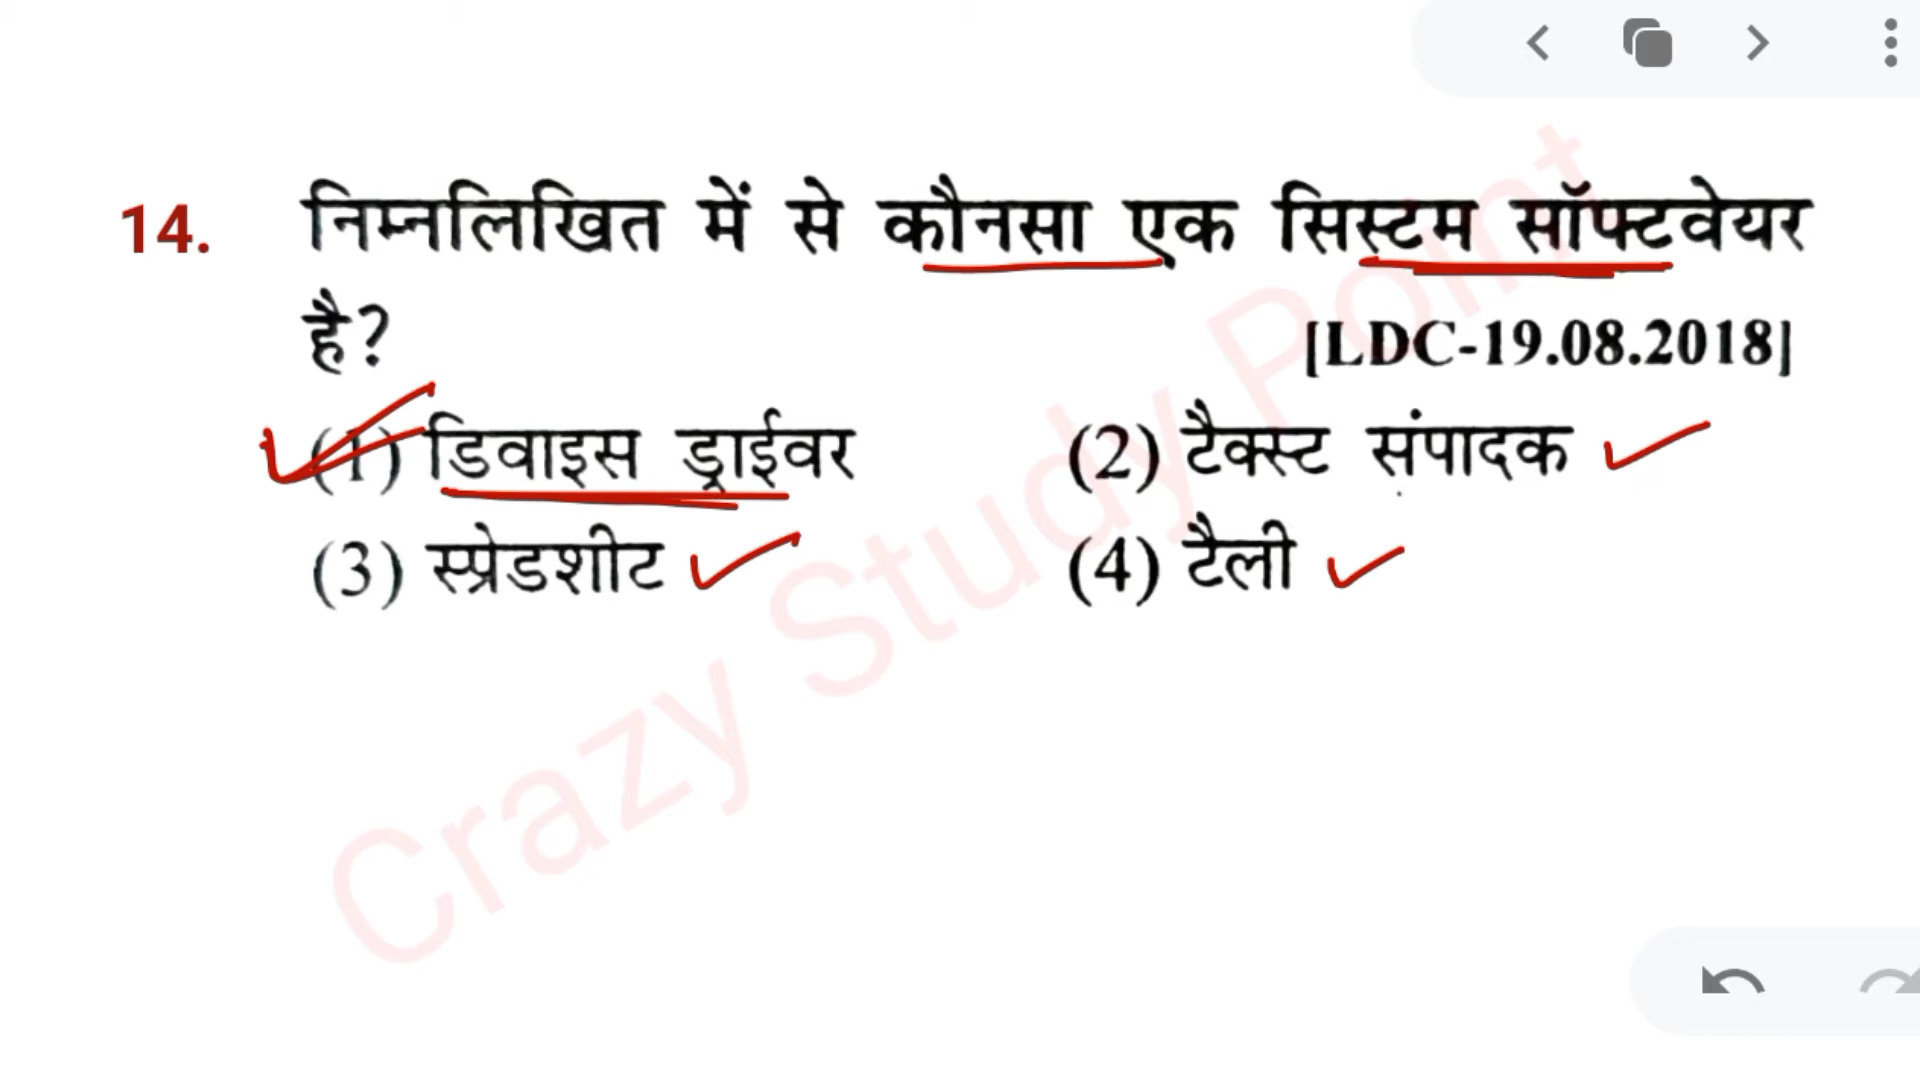 14. निम्नलिखित में से कौनसा एक सिस्टम सॉफ्टवेयर
है? [LDC-19.08.2018]
(1) डिवाइस ड्राईवर (2) टैक्स्ट संपादक
(3) स्प्रेडशीट (4) टैली
Crazy Study Point